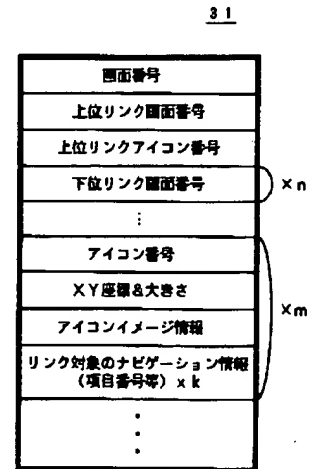 31
画面番号
上位リンク画面番号
上位リンクアイコン番号
下位リンク画面番号
×n
アイコン番号
XY座標&大きさ
×m
アイコンイメージ情報
リンク対象のナビゲーション情報
(項目番号等)×k